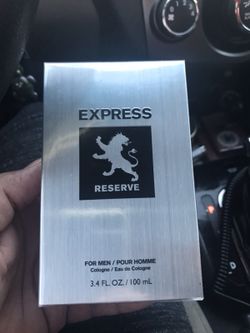 EXPRESS
RESERVE
FOR MEN / POUR HOMME
Cologne / Eau de Cologne
3.4 FL. OZ. / 100 mL